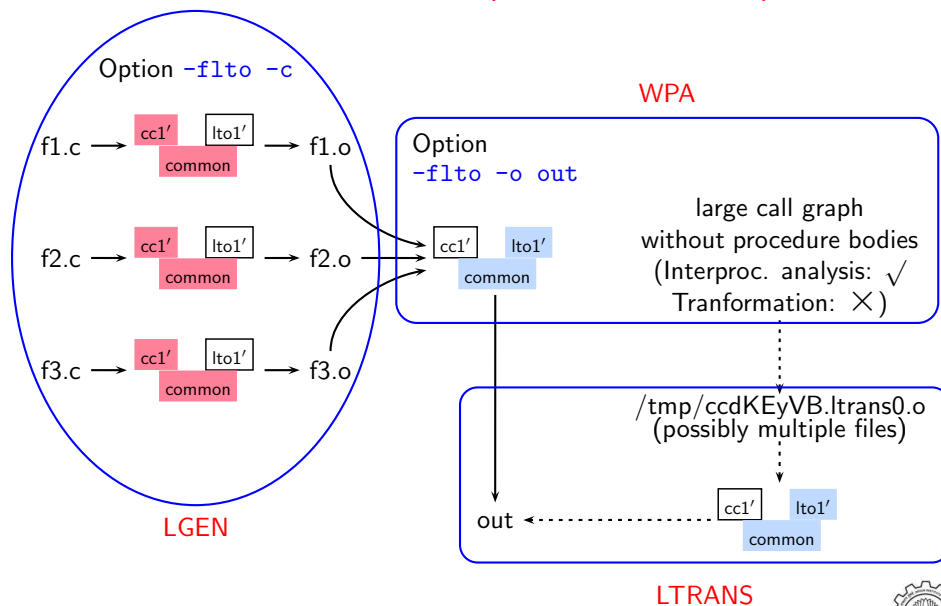 Option -flto -c
f1.c
cc1′
lto1′
common
f1.o
f2.c
cc1′
lto1′
common
f2.o
f3.c
cc1′
lto1′
common
f3.o
LGEN
WPA
Option
-flto -o out
cc1′
lto1′
common
large call graph
without procedure bodies
(Interproc. analysis: √
Tranformation: ×)
/tmp/ccdKEyVB.ltrans0.o
(possibly multiple files)
cc1′
lto1′
common
out
LTRANS